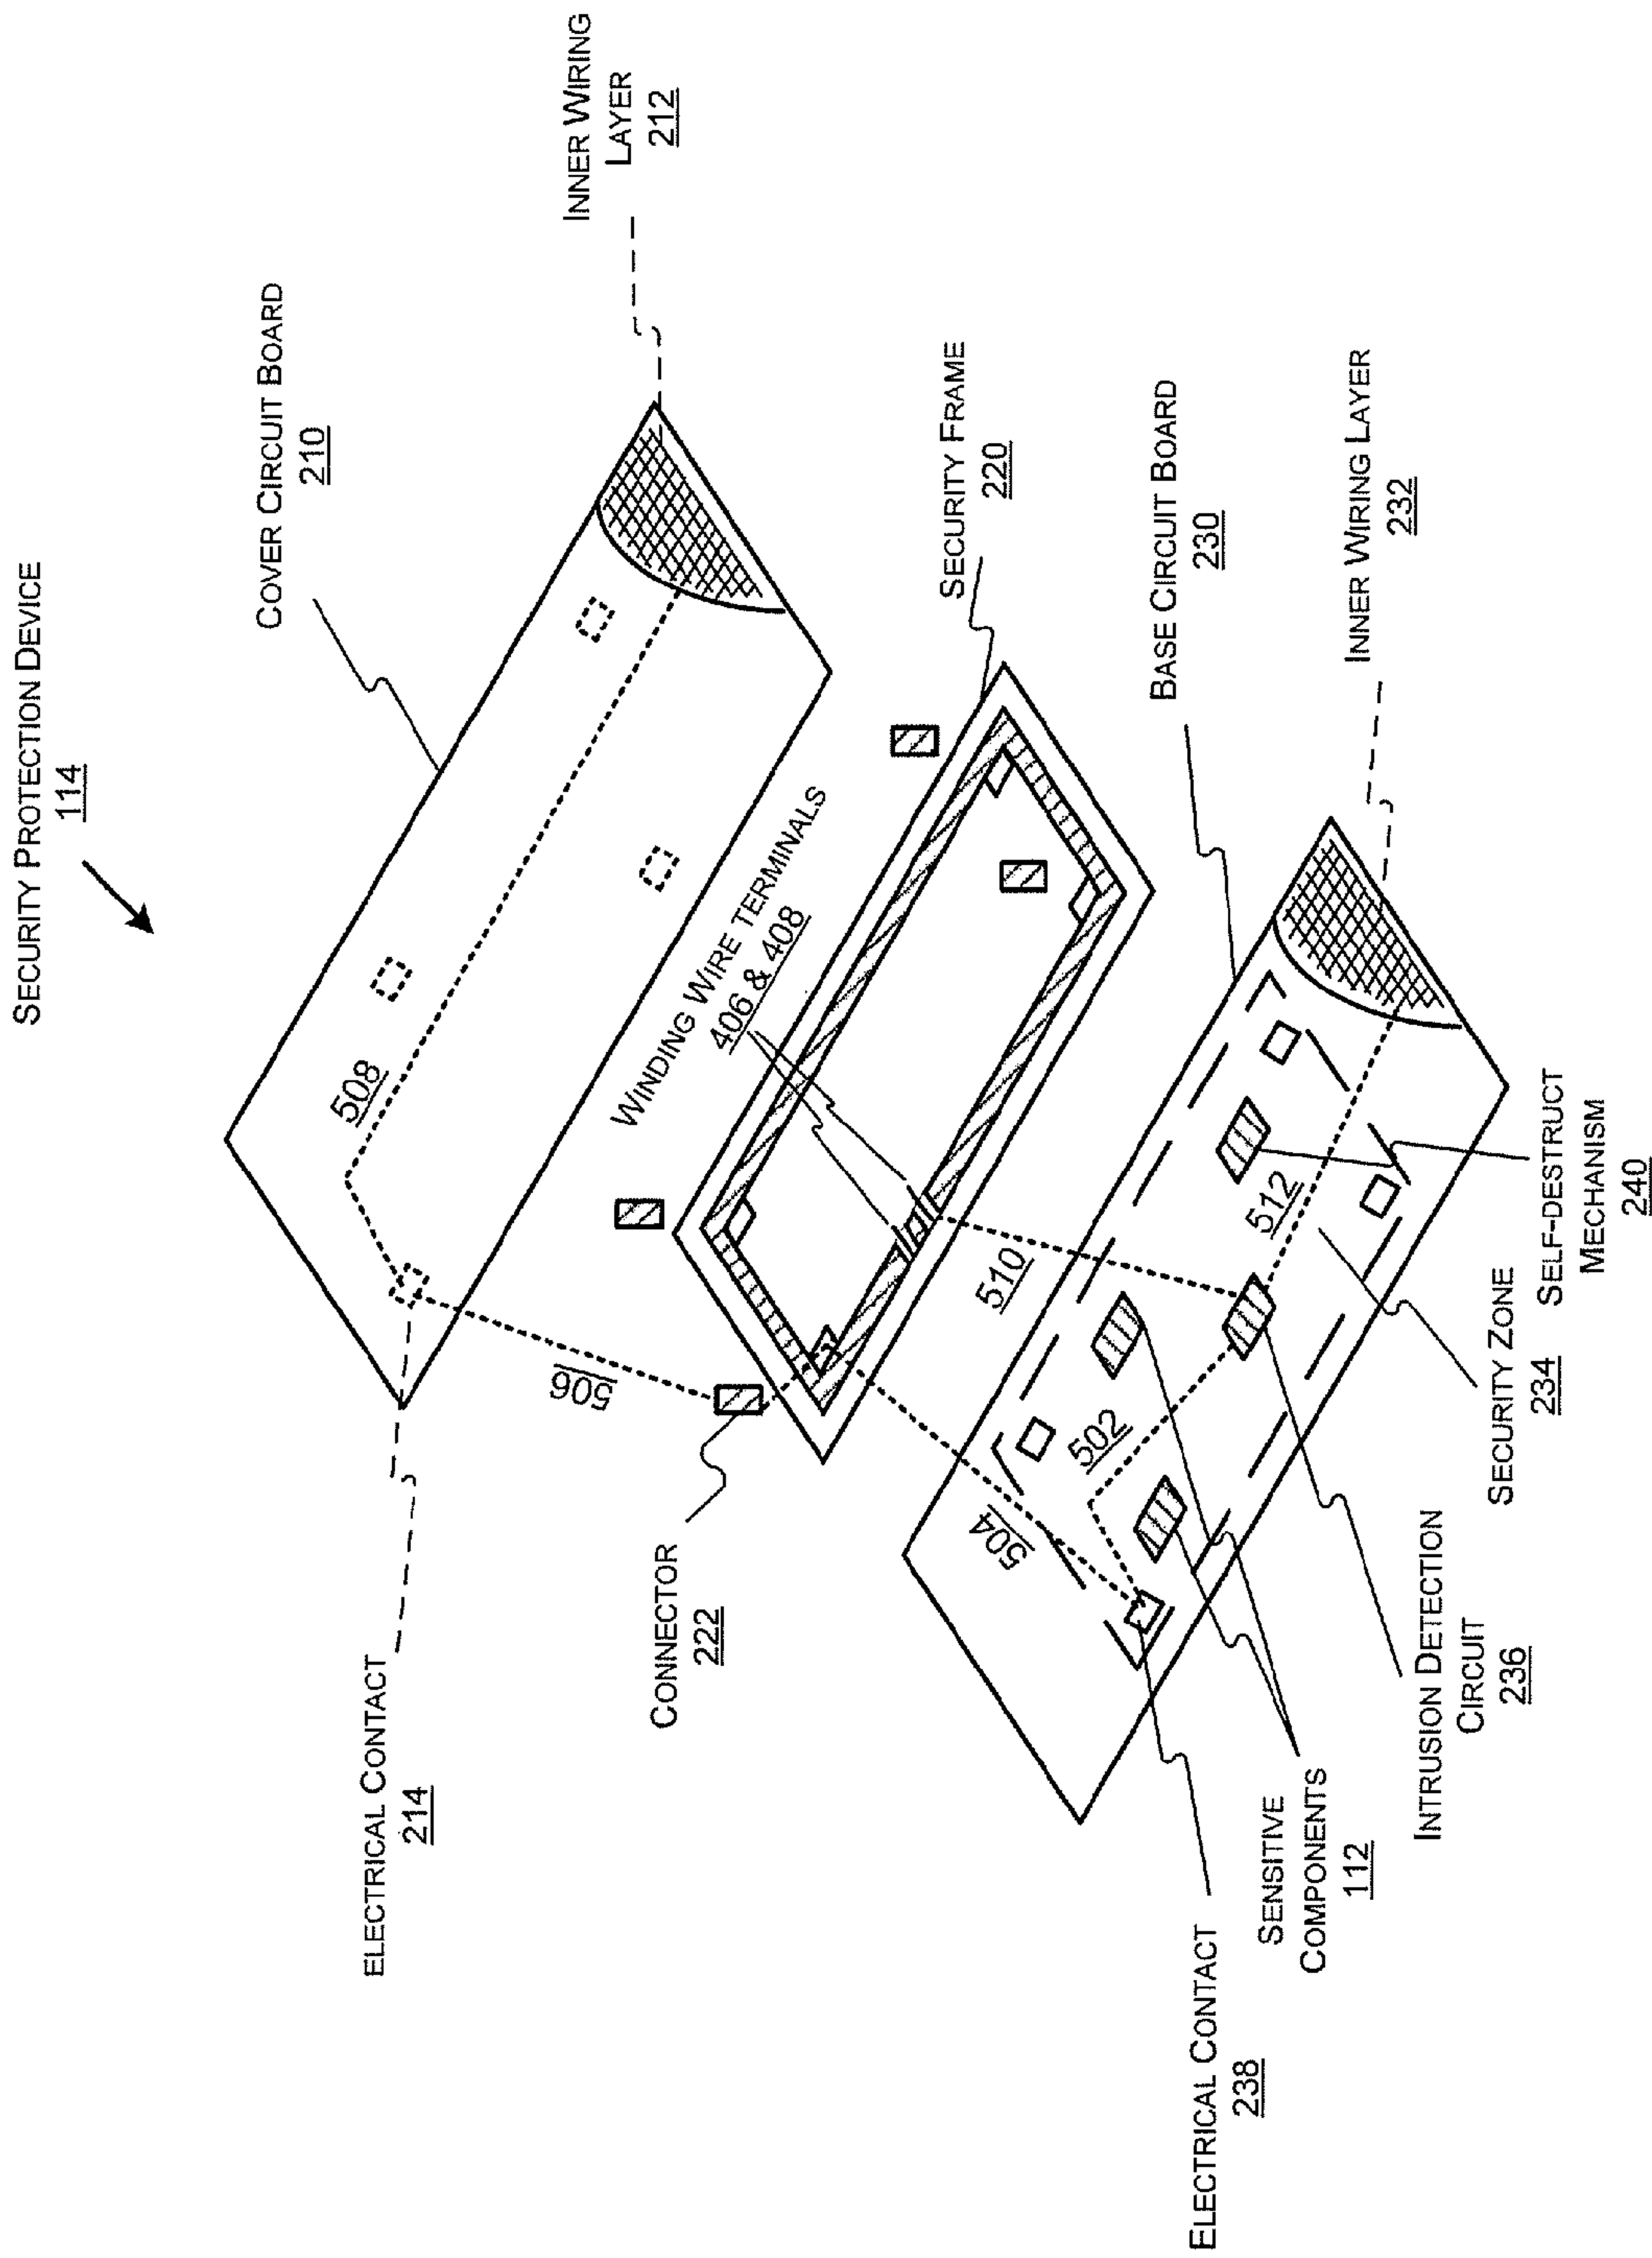 SECURITY PROTECTION DEVICE
114
COVER CIRCUIT BOARD
210
INNER WIRING
LAYER
212
508
ELECTRICAL CONTACT
214
506
WINDING WIRE TERMINALS
406 & 408
CONNECTOR
222
SECURITY FRAME
220
510
504
502
512
BASE CIRCUIT BOARD
230
INNER WIRING LAYER
232
ELECTRICAL CONTACT
238
SENSITIVE
COMPONENTS
112
INTRUSION DETECTION
CIRCUIT
236
SECURITY ZONE
234
SELF-DESTRUCT
MECHANISM
240